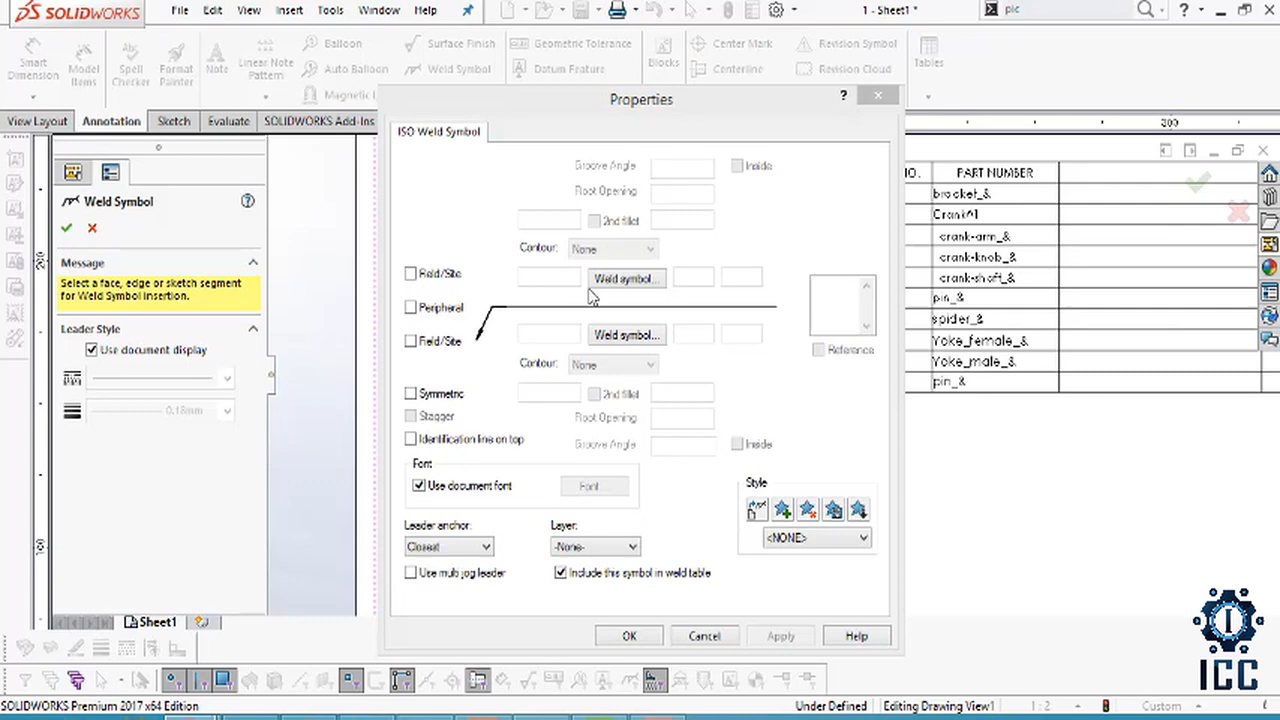 SOLIDWORKS File Edit View Insert Tools Window Help 1 - Sheet1 * plc ?
Smart Dimension
Model Items
Spell Checker
Format Painter
Note
Linear Note Pattern
Balloon
Auto Balloon
Magnetic L
Surface Finish
Weld Symbol
Geometric Tolerance
Datum Feature
Blocks
Center Mark
Centerline
Revision Symbol
Revision Cloud
Tables
View Layout Annotation Sketch Evaluate SOLIDWORKS Add-Ins
Weld Symbol
Message
Select a face, edge or sketch segment
for Weld Symbol insertion.
Leader Style
Use document display
0.18mm
200
100
Sheet1
Properties ?
ISO Weld Symbol
Groove Angle Inside
Root Opening
2nd fillet
Contour: None
Field/Site Weld symbol...
Peripheral
Field/Site Weld symbol...
Reference
Contour: None
Symmetric 2nd fillet
Stagger Root Opening
Identification line on top Groove Angle Inside
Font
Use document font Font
Style
<NONE>
Leader anchor: Layer:
Closest -None-
Use multi jog leader Include this symbol in weld table
OK Cancel Apply Help
300
O. PART NUMBER
bracket_&
Crank^1
crank-arm_&
crank-knob_&
crank-shaft_&
pin_&
spider_&
Yoke_female_&
Yoke_male_&
pin_&
ICC
SOLIDWORKS Premium 2017 x64 Edition Under Defined Editing Drawing View1 1 : 2 Custom